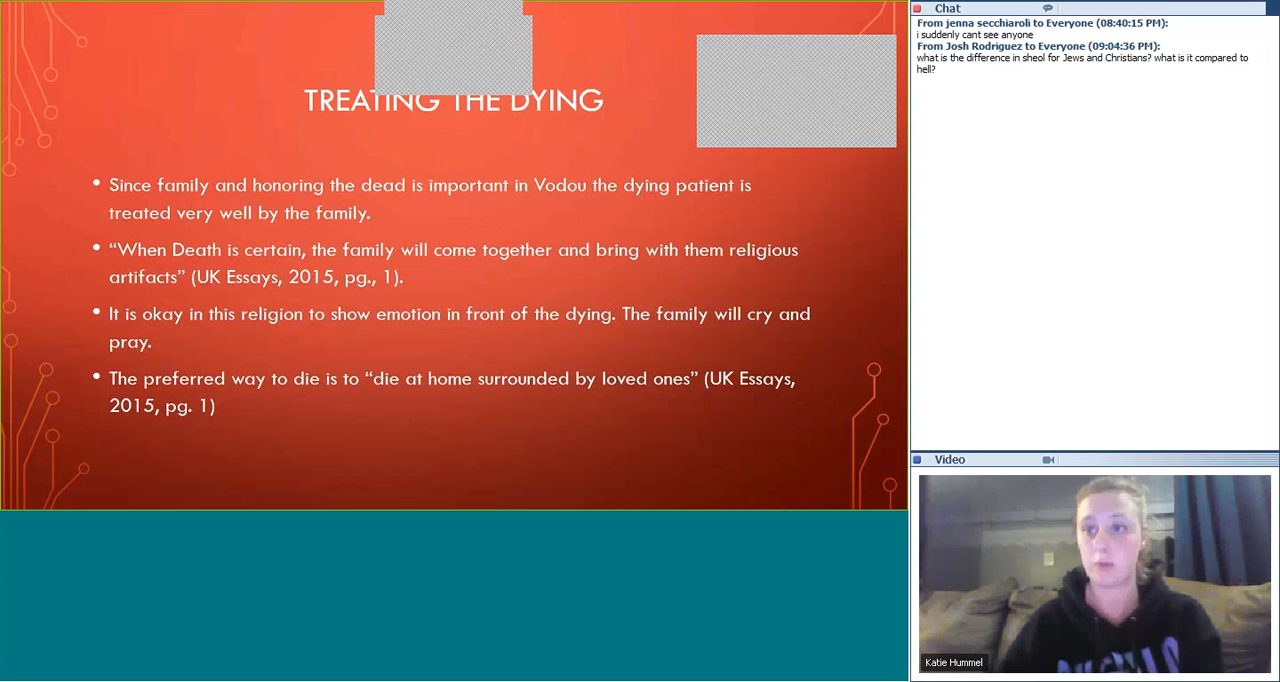 TREATING THE DYING
• Since family and honoring the dead is important in Vodou the dying patient is
treated very well by the family.
• “When Death is certain, the family will come together and bring with them religious
artifacts” (UK Essays, 2015, pg., 1).
• It is okay in this religion to show emotion in front of the dying. The family will cry and
pray.
• The preferred way to die is to “die at home surrounded by loved ones” (UK Essays,
2015, pg. 1)
Chat
From jenna secchiaroli to Everyone (08:40:15 PM):
i suddenly cant see anyone
From Josh Rodriguez to Everyone (09:04:36 PM):
what is the difference in sheol for Jews and Christians? what is it compared to
hell?
Video
Katie Hummel